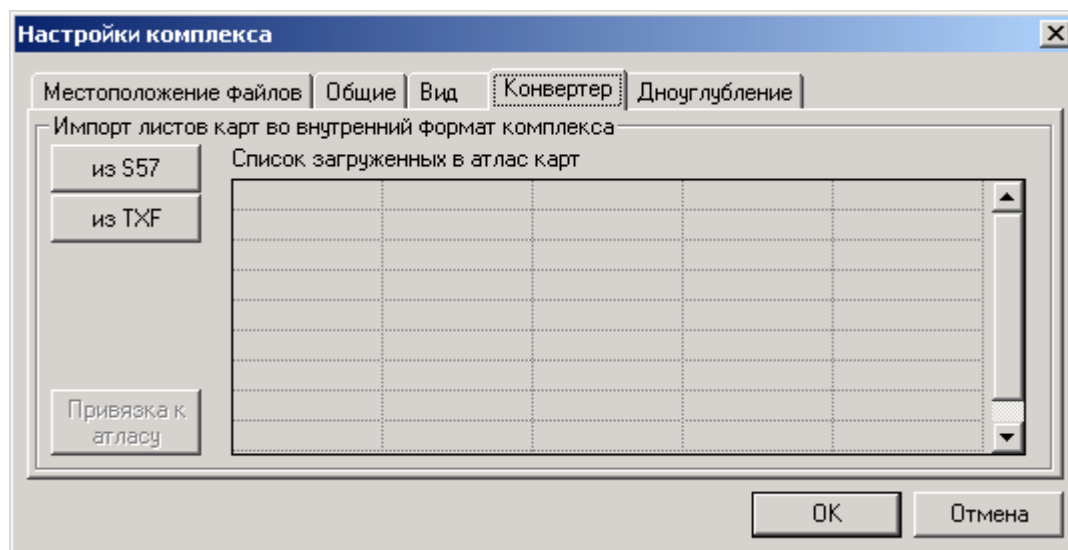 Настройки комплекса
Местоположение файлов Общие Вид Конвертер Дноуглубление
Импорт листов карт во внутренний формат комплекса
из S57
Список загруженных в атлас карт
из TXF
Привязка к
атласу
OK Отмена